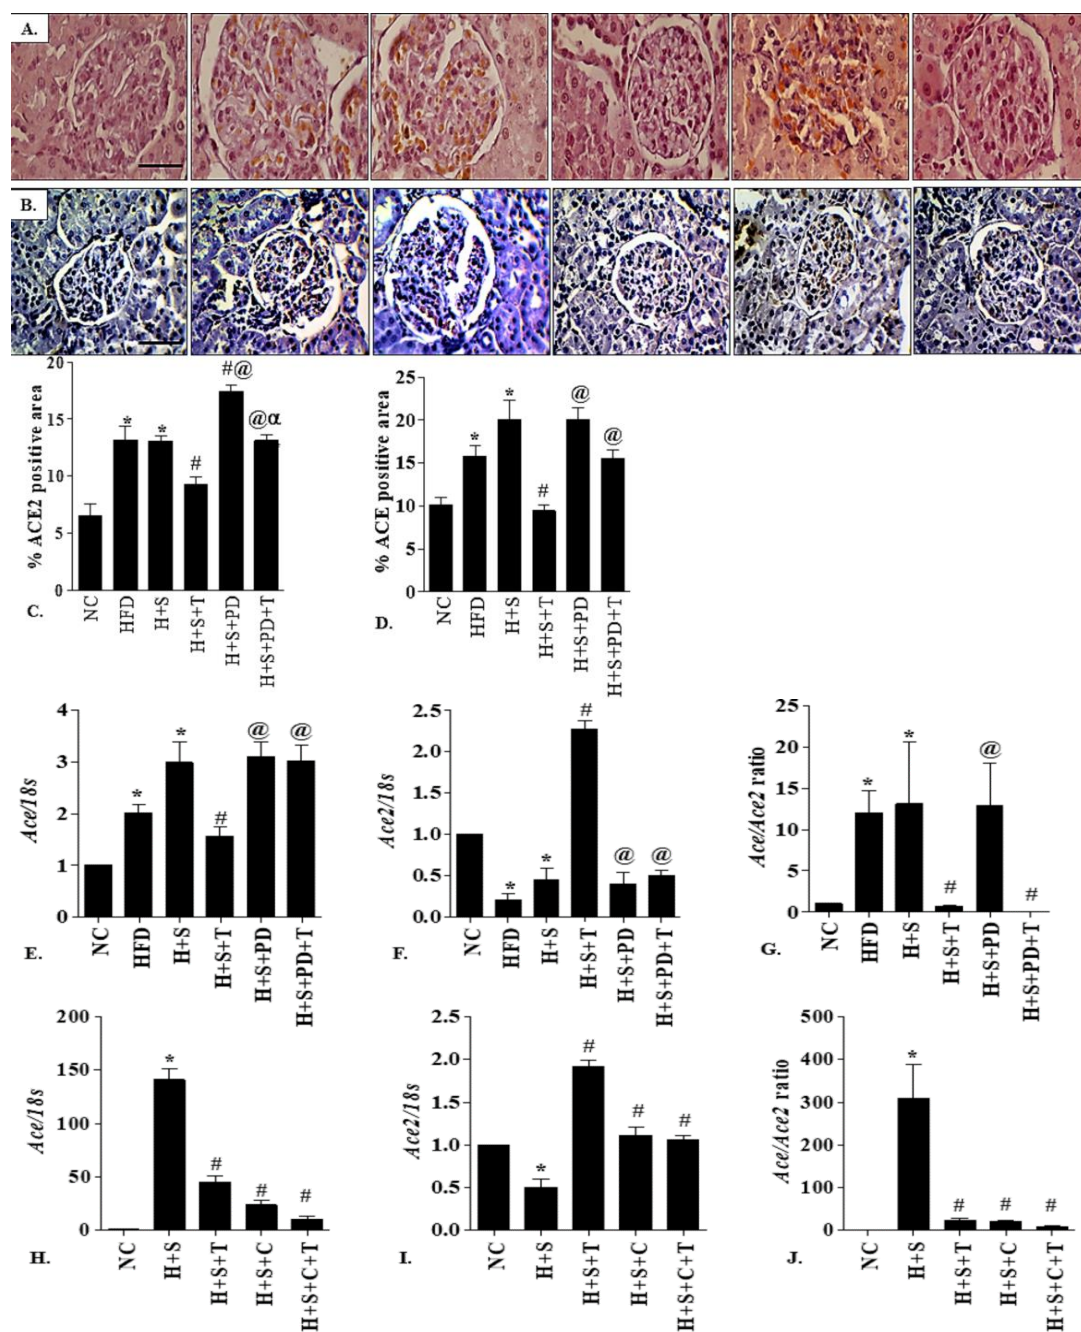 A.
B.
% ACE2 positive area
20
15
10
5
0
* * # #@ @α
NC HFD H+S H+S+T H+S+PD H+S+PD+T
C.
% ACE positive area
25
20
15
10
5
0
* * # @ @
NC HFD H+S H+S+T H+S+PD H+S+PD+T
D.
Ace/18s
4
3
2
1
0
* * # @ @
NC HFD H+S H+S+T H+S+PD H+S+PD+T
E.
Ace2/18s
2.5
2.0
1.5
1.0
0.5
0.0
* * # @ @
NC HFD H+S H+S+T H+S+PD H+S+PD+T
F.
Ace/Ace2 ratio
25
20
15
10
5
0
* * # @ #
NC HFD H+S H+S+T H+S+PD H+S+PD+T
G.
Ace/18s
200
150
100
50
0
* # # #
NC H+S H+S+T H+S+C H+S+C+T
H.
Ace2/18s
2.5
2.0
1.5
1.0
0.5
0.0
* # # #
NC H+S H+S+T H+S+C H+S+C+T
I.
Ace/Ace2 ratio
500
400
300
200
100
0
* # # #
NC H+S H+S+T H+S+C H+S+C+T
J.